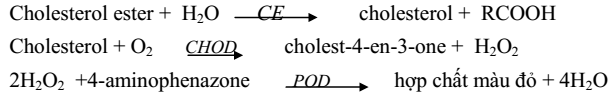 Cholesterol ester + H₂O —CE→ cholesterol + RCOOH
Cholesterol + O₂ —CHOD→ cholest-4-en-3-one + H₂O₂
2H₂O₂ +4-aminophenazone —POD→ hợp chất màu đỏ + 4H₂O